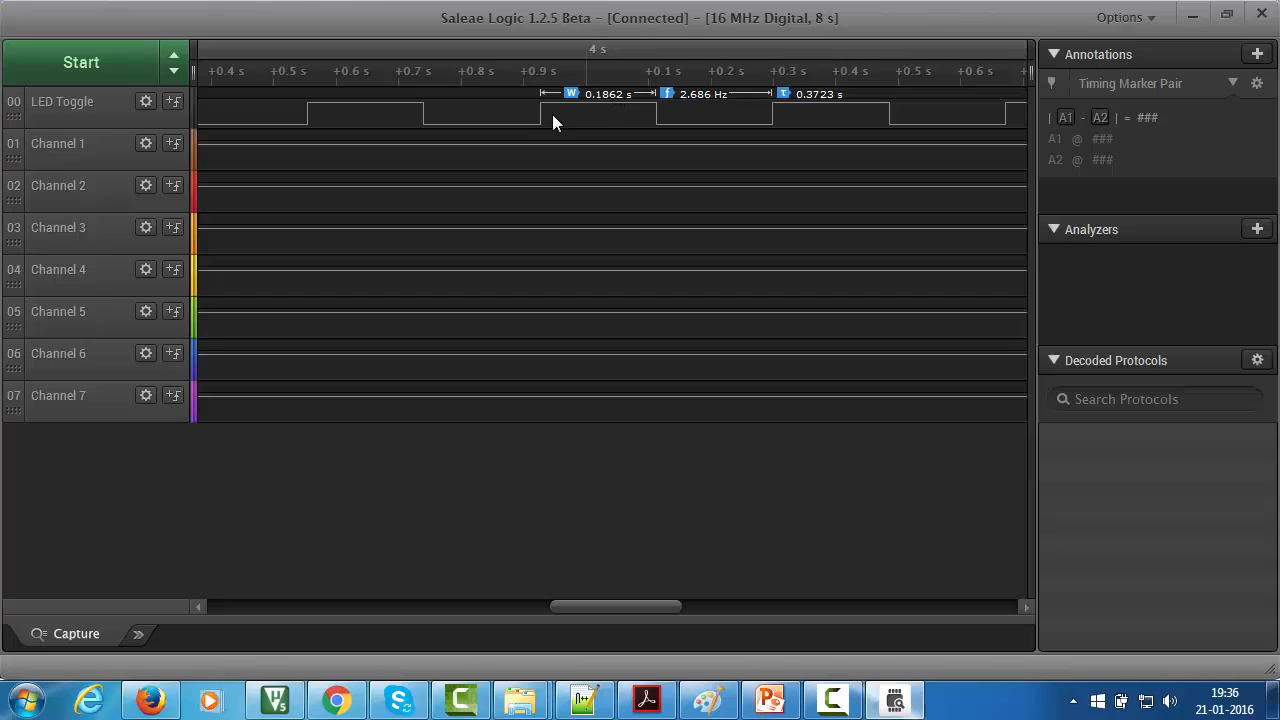 Saleae Logic 1.2.5 Beta - [Connected] - [16 MHz Digital, 8 s]
Options
Start
4 s
+0.4 s +0.5 s +0.6 s +0.7 s +0.8 s +0.9 s +0.1 s +0.2 s +0.3 s +0.4 s +0.5 s +0.6 s
W 0.1862 s f 2.686 Hz T 0.3723 s
00 LED Toggle
01 Channel 1
02 Channel 2
03 Channel 3
04 Channel 4
05 Channel 5
06 Channel 6
07 Channel 7
Annotations
Timing Marker Pair
| A1 - A2 | = ###
A1 @ ###
A2 @ ###
Analyzers
Decoded Protocols
Search Protocols
Capture
19:36
21-01-2016